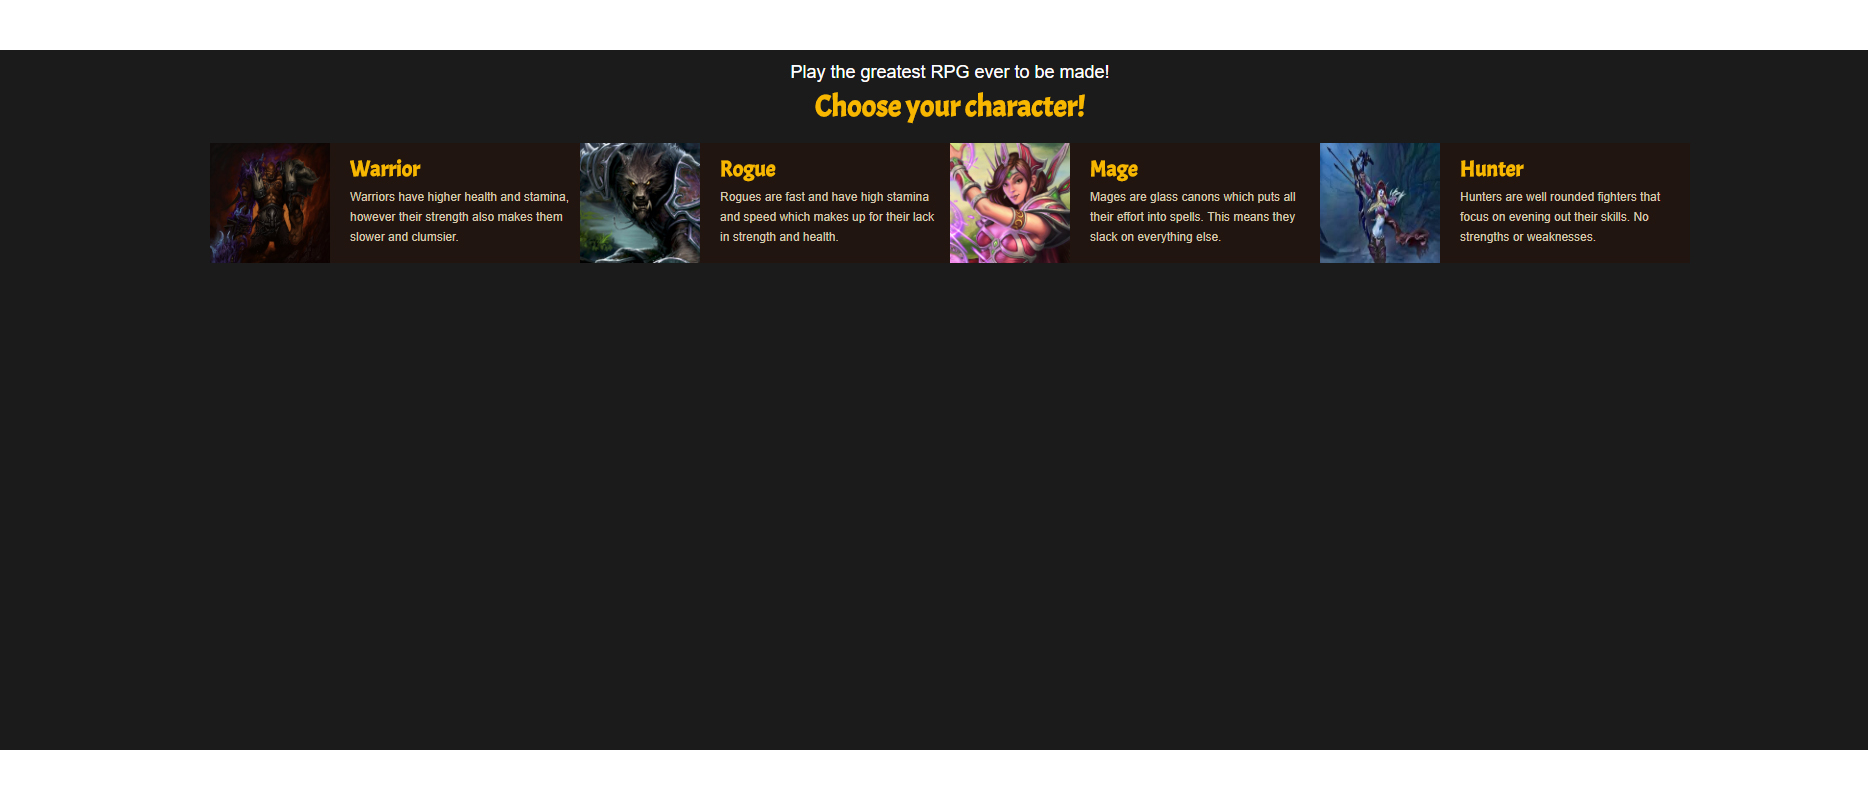 Play the greatest RPG ever to be made!
Choose your character!
Warrior
Warriors have higher health and stamina,
however their strength also makes them
slower and clumsier.
Rogue
Rogues are fast and have high stamina
and speed which makes up for their lack
in strength and health.
Mage
Mages are glass canons which puts all
their effort into spells. This means they
slack on everything else.
Hunter
Hunters are well rounded fighters that
focus on evening out their skills. No
strengths or weaknesses.